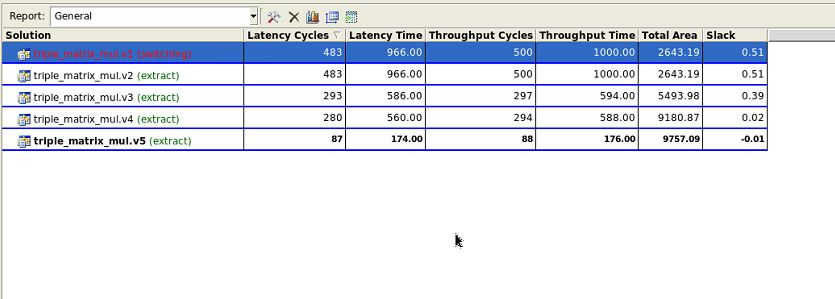 Report: General
Solution Latency Cycles Latency Time Throughput Cycles Throughput Time Total Area Slack
triple_matrix_mul.v1 (switching) 483 966.00 500 1000.00 2643.19 0.51
triple_matrix_mul.v2 (extract) 483 966.00 500 1000.00 2643.19 0.51
triple_matrix_mul.v3 (extract) 293 586.00 297 594.00 5493.98 0.39
triple_matrix_mul.v4 (extract) 280 560.00 294 588.00 9180.87 0.02
triple_matrix_mul.v5 (extract) 87 174.00 88 176.00 9757.09 -0.01